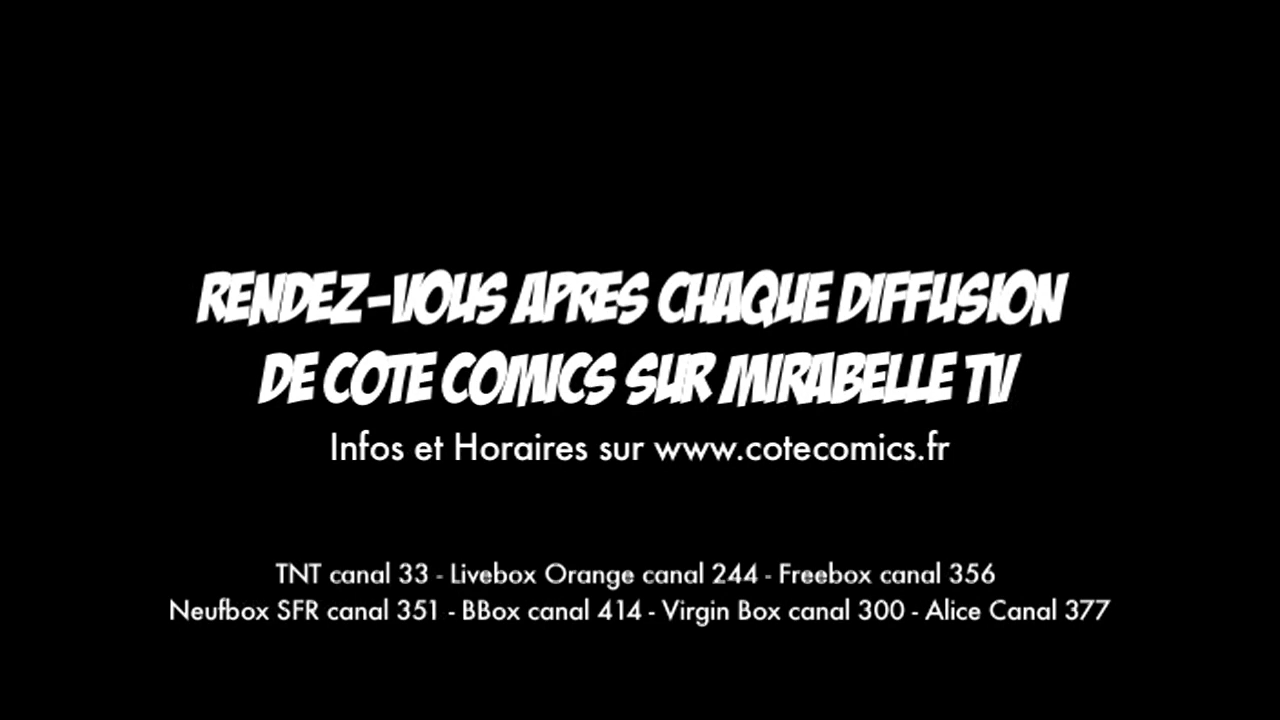 RENDEZ-VOUS APRES CHAQUE DIFFUSION
DE COTE COMICS SUR MIRABELLE TV
Infos et Horaires sur www.cotecomics.fr
TNT canal 33 - Livebox Orange canal 244 - Freebox canal 356
Neufbox SFR canal 351 - BBox canal 414 - Virgin Box canal 300 - Alice Canal 377